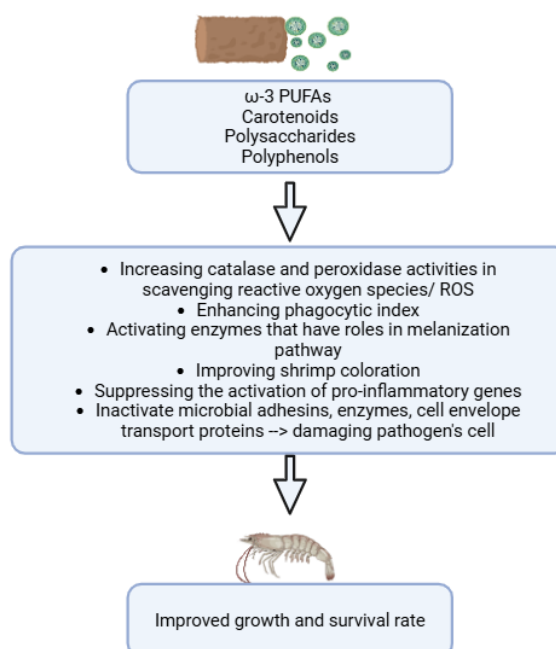 ω-3 PUFAs
Carotenoids
Polysaccharides
Polyphenols
• Increasing catalase and peroxidase activities in
scavenging reactive oxygen species/ ROS
• Enhancing phagocytic index
• Activating enzymes that have roles in melanization
pathway
• Improving shrimp coloration
• Suppressing the activation of pro-inflammatory genes
• Inactivate microbial adhesins, enzymes, cell envelope
transport proteins --> damaging pathogen's cell
Improved growth and survival rate